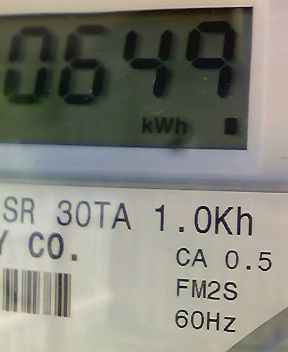 0649
kWh
SR 30TA 1.0Kh
Y CO.
CA 0.5
FM2S
60Hz